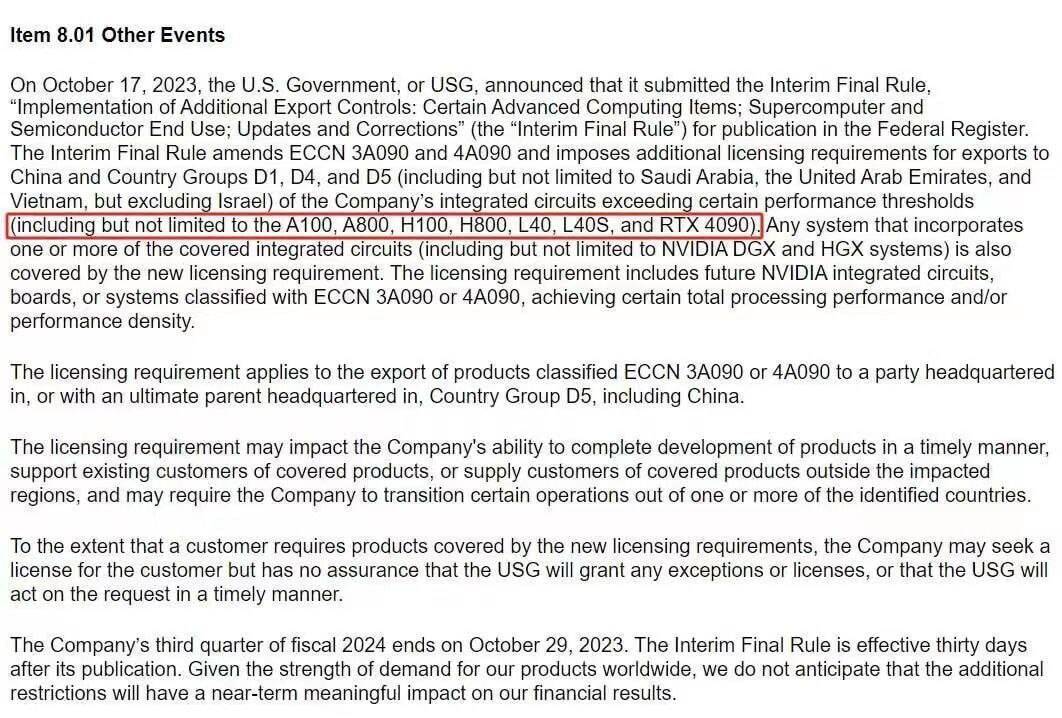 Item 8.01 Other Events
On October 17, 2023, the U.S. Government, or USG, announced that it submitted the Interim Final Rule,
“Implementation of Additional Export Controls: Certain Advanced Computing Items; Supercomputer and
Semiconductor End Use; Updates and Corrections” (the “Interim Final Rule”) for publication in the Federal Register.
The Interim Final Rule amends ECCN 3A090 and 4A090 and imposes additional licensing requirements for exports to
China and Country Groups D1, D4, and D5 (including but not limited to Saudi Arabia, the United Arab Emirates, and
Vietnam, but excluding Israel) of the Company’s integrated circuits exceeding certain performance thresholds
(including but not limited to the A100, A800, H100, H800, L40, L40S, and RTX 4090). Any system that incorporates
one or more of the covered integrated circuits (including but not limited to NVIDIA DGX and HGX systems) is also
covered by the new licensing requirement. The licensing requirement includes future NVIDIA integrated circuits,
boards, or systems classified with ECCN 3A090 or 4A090, achieving certain total processing performance and/or
performance density.
The licensing requirement applies to the export of products classified ECCN 3A090 or 4A090 to a party headquartered
in, or with an ultimate parent headquartered in, Country Group D5, including China.
The licensing requirement may impact the Company's ability to complete development of products in a timely manner,
support existing customers of covered products, or supply customers of covered products outside the impacted
regions, and may require the Company to transition certain operations out of one or more of the identified countries.
To the extent that a customer requires products covered by the new licensing requirements, the Company may seek a
license for the customer but has no assurance that the USG will grant any exceptions or licenses, or that the USG will
act on the request in a timely manner.
The Company’s third quarter of fiscal 2024 ends on October 29, 2023. The Interim Final Rule is effective thirty days
after its publication. Given the strength of demand for our products worldwide, we do not anticipate that the additional
restrictions will have a near-term meaningful impact on our financial results.